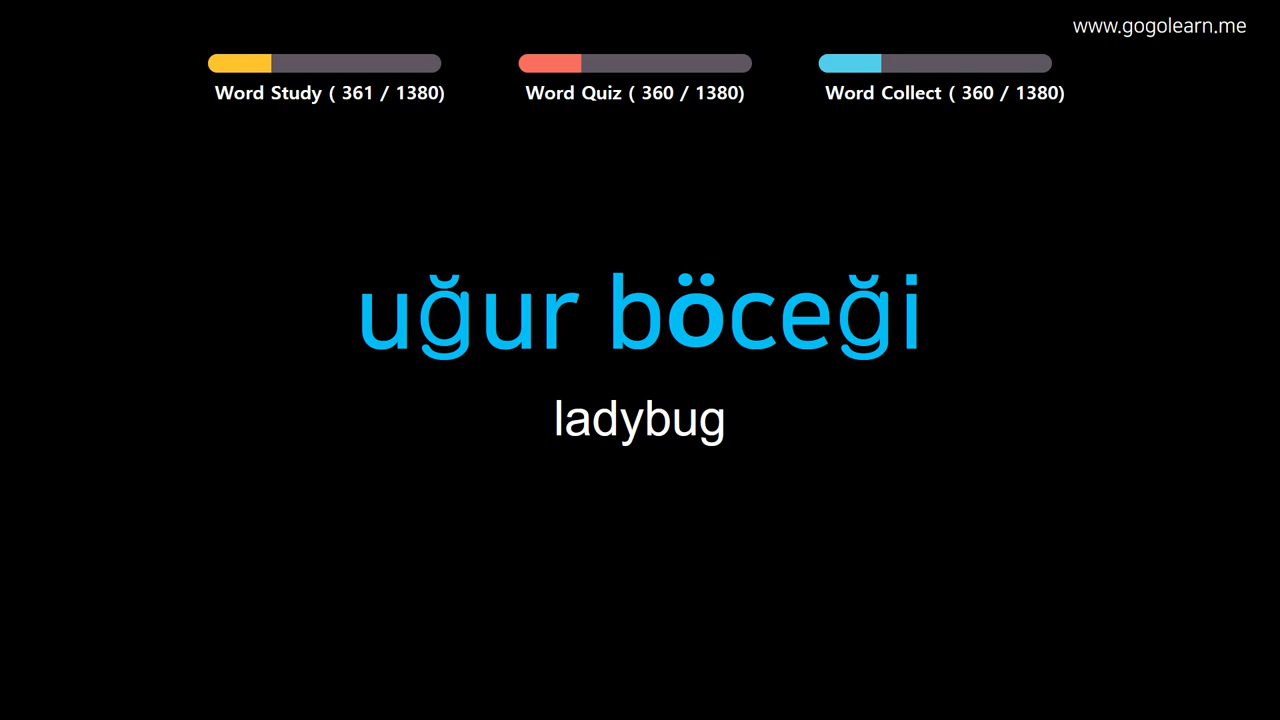 www.gogolearn.me
Word Study ( 361 / 1380)
Word Quiz ( 360 / 1380)
Word Collect ( 360 / 1380)
uğur böceği
ladybug